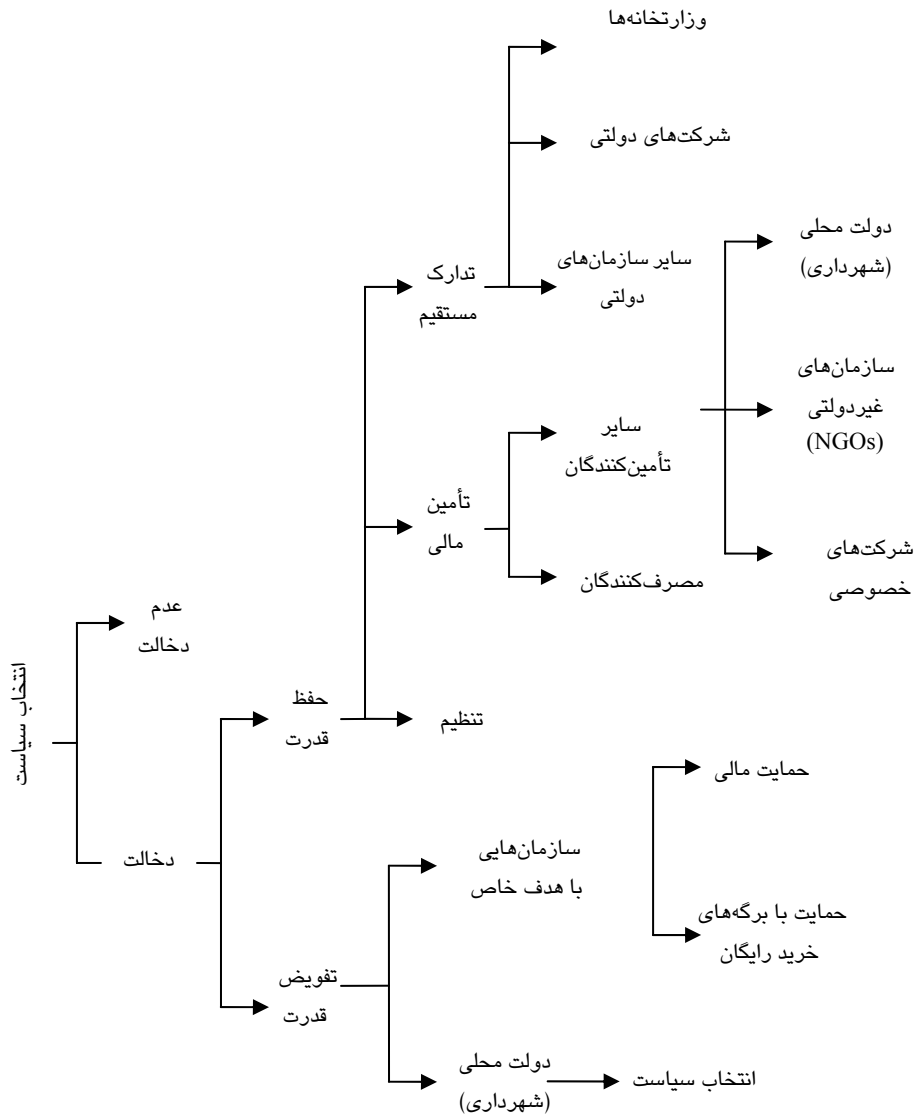 وزارتخانه‌ها
شرکت‌های دولتی
دولت محلی
(شهرداری)
سایر سازمان‌های
دولتی
تدارک
مستقیم
سازمان‌های
غیردولتی
(NGOs)
سایر
تأمین‌کنندگان
تأمین
مالی
شرکت‌های
خصوصی
مصرف‌کنندگان
عدم
دخالت
انتخاب سیاست
حفظ
قدرت
تنظیم
حمایت مالی
دخالت
سازمان‌هایی
با هدف خاص
حمایت با برگه‌های
خرید رایگان
تفویض
قدرت
دولت محلی
(شهرداری)
انتخاب سیاست